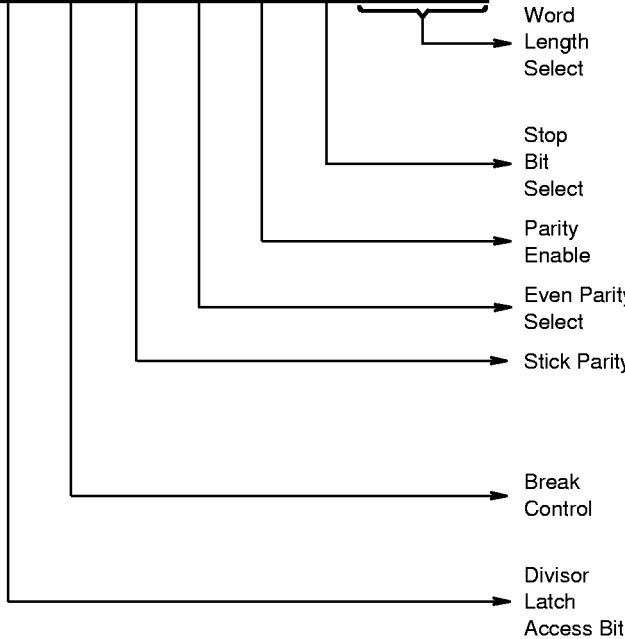 Word
Length
Select
Stop
Bit
Select
Parity
Enable
Even Parity
Select
Stick Parity
Break
Control
Divisor
Latch
Access Bit